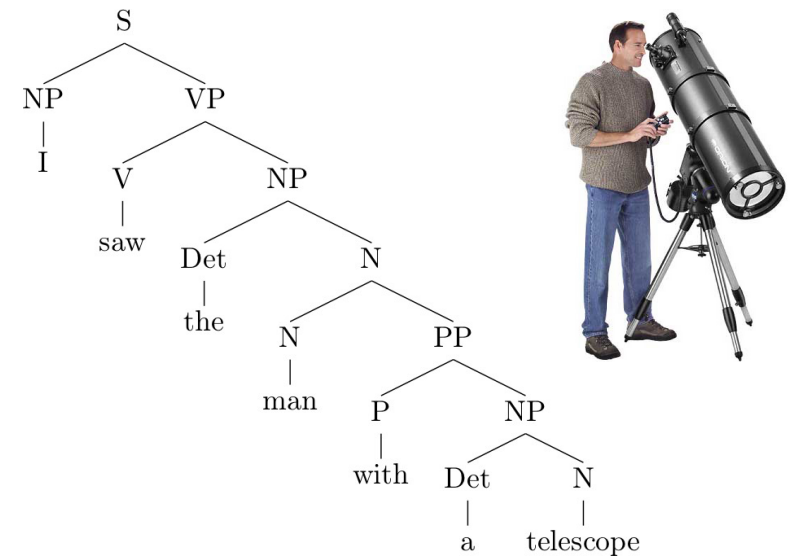 S
NP VP
I V NP
saw Det N
the N PP
man P NP
with Det N
a telescope